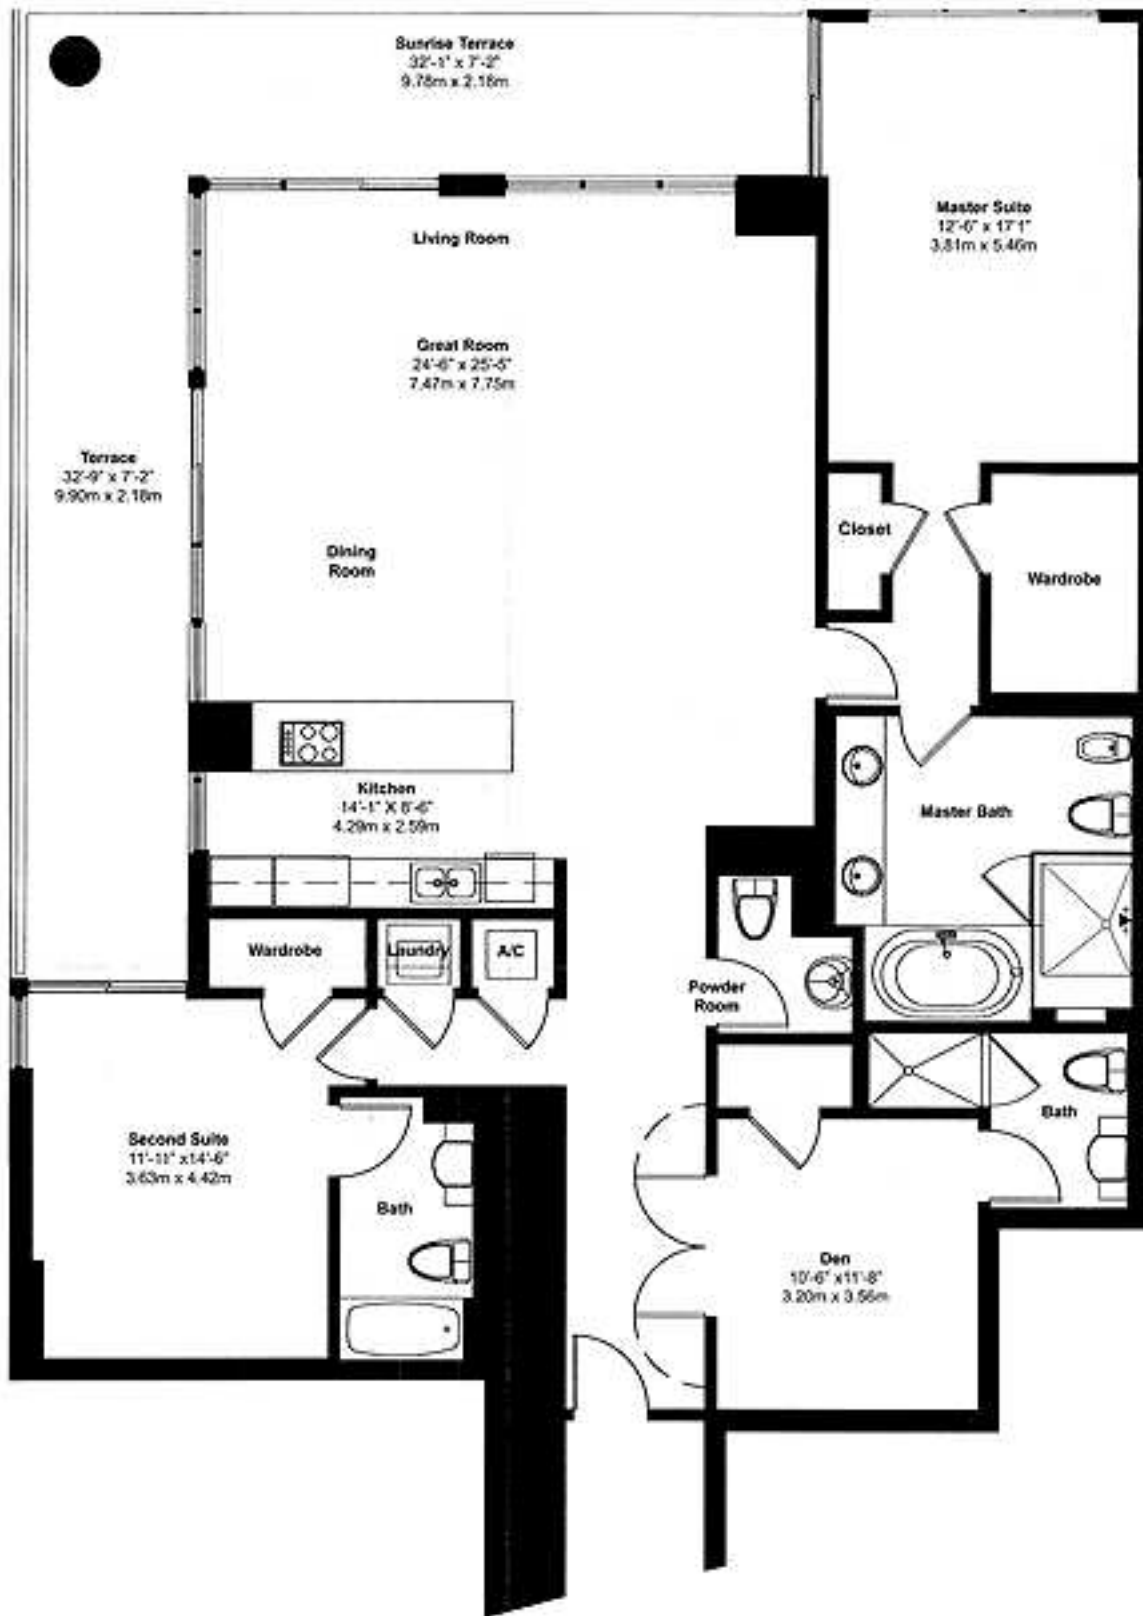 Sunrise Terrace
32'-1" x 7'-2"
9.78m x 2.18m
Master Suite
12'-6" x 17'1"
3.81m x 5.46m
Living Room
Great Room
24'-6" x 25'-5"
7.47m x 7.75m
Terrace
32'-9" x 7'-2"
9.90m x 2.18m
Dining
Room
Closet
Wardrobe
Kitchen
14'-1" X 8'-6"
4.29m x 2.59m
Master Bath
Wardrobe
Laundry
A/C
Powder
Room
Bath
Second Suite
11'-11" x14'-6"
3.63m x 4.42m
Bath
Den
10'-6" x11'-8"
3.20m x 3.56m